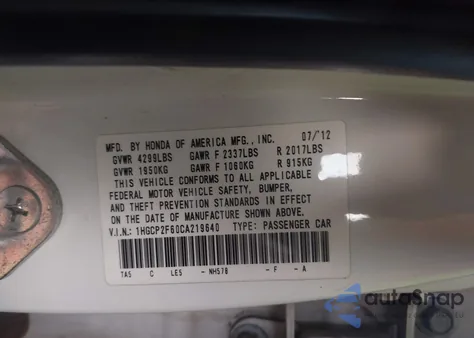 MFD. BY HONDA OF AMERICA MFG., INC. 07/12
GVWR 4299LBS GAWR F 2337LBS R 2017LBS
GVWR 1950KG GAWR F 1060KG R 915KG
THIS VEHICLE CONFORMS TO ALL APPLICABLE
FEDERAL MOTOR VEHICLE SAFETY, BUMPER,
AND THEFT PREVENTION STANDARDS IN EFFECT
ON THE DATE OF MANUFACTURE SHOWN ABOVE.
V.I.N.: 1HGCP2F60CA219640 TYPE: PASSENGER CAR
TA5 C LE5 - NH578 - F - A
autoSnap